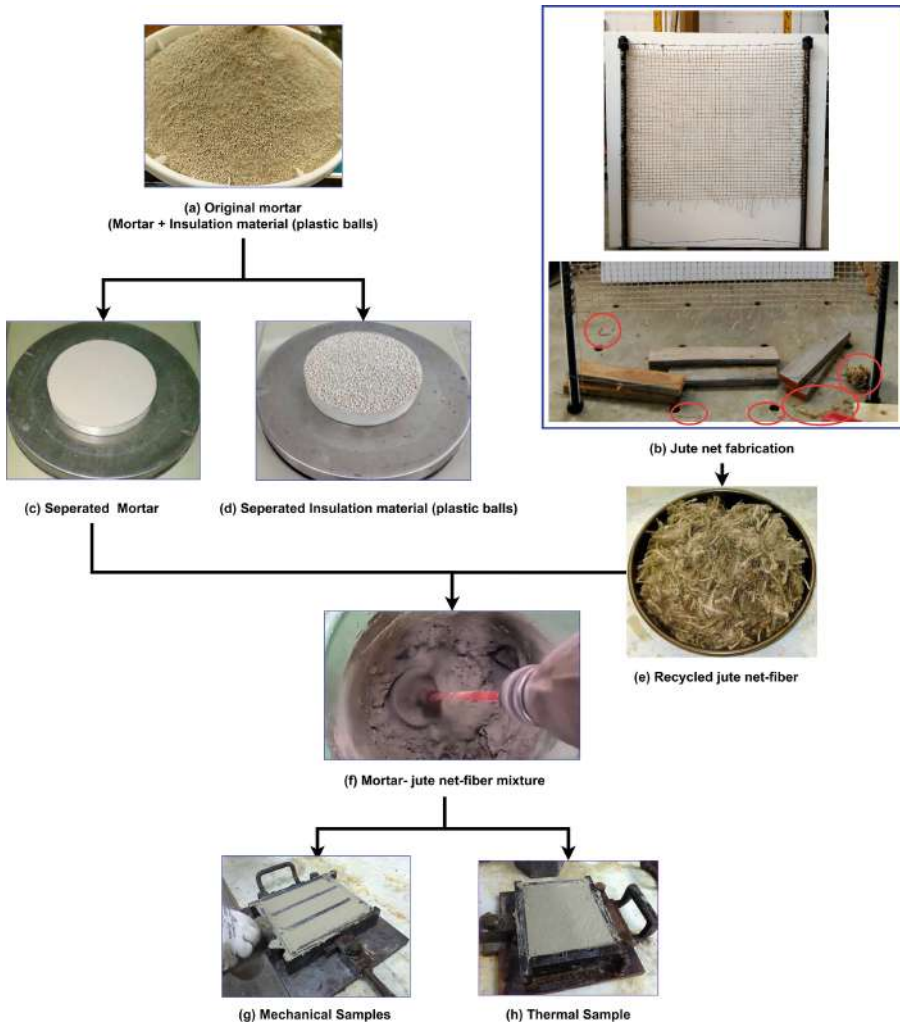 (a) Original mortar
(Mortar + Insulation material (plastic balls)
(b) Jute net fabrication
(c) Seperated Mortar
(d) Seperated Insulation material (plastic balls)
(e) Recycled jute net-fiber
(f) Mortar- jute net-fiber mixture
(g) Mechanical Samples
(h) Thermal Sample